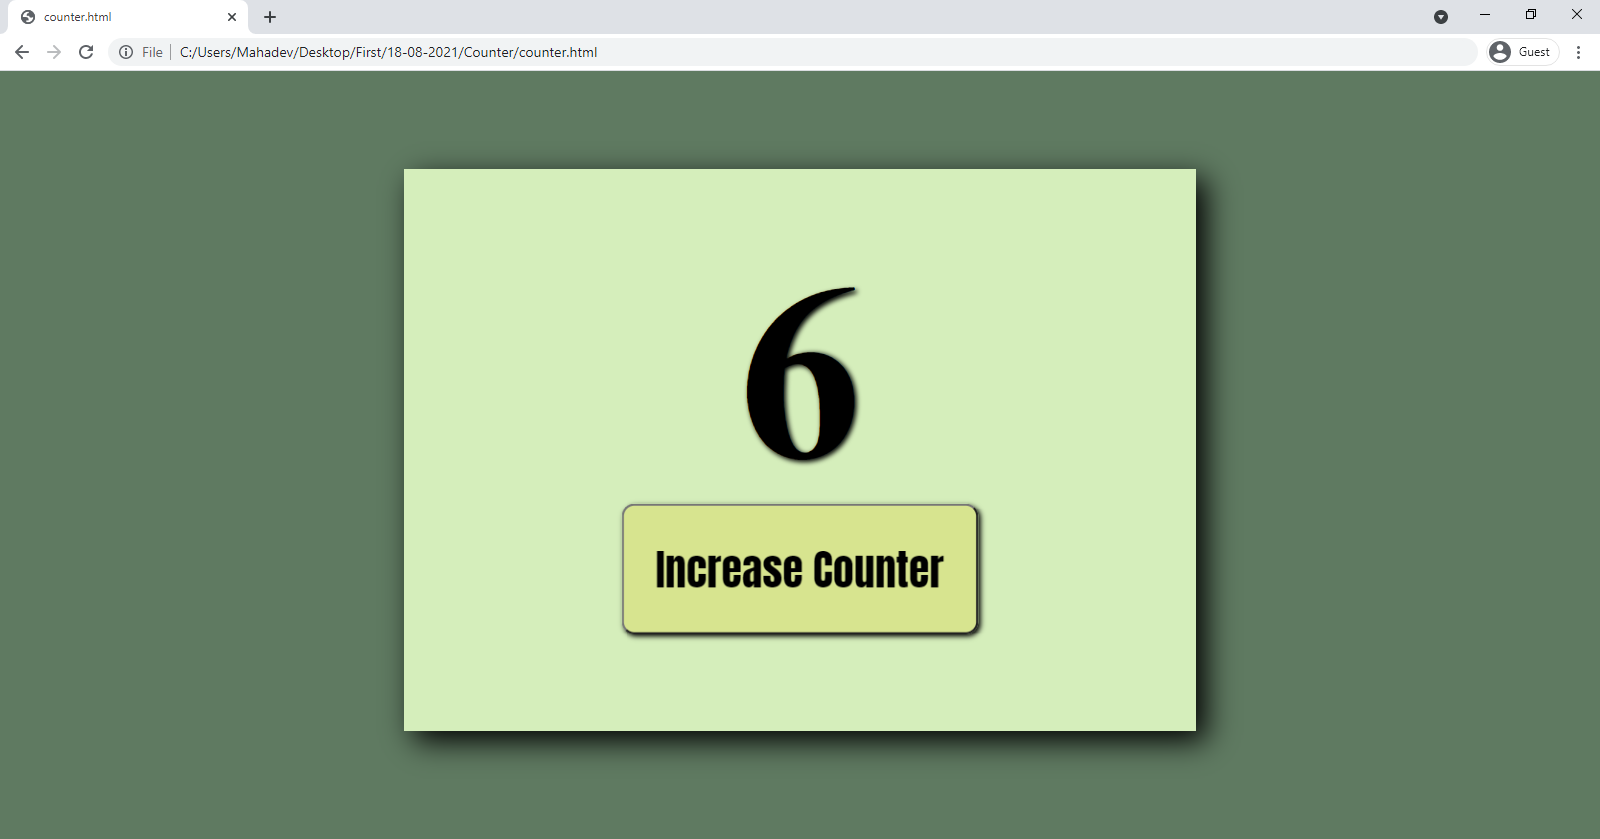 counter.html
File
C:/Users/Mahadev/Desktop/First/18-08-2021/Counter/counter.html
Guest
6
Increase Counter